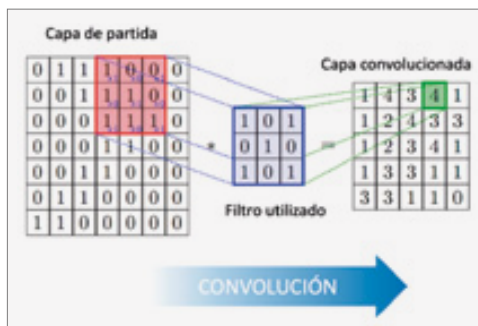 Capa de partida
0 1 1 1 0 0 0
0 0 1 1 1 0 0
0 0 0 1 1 1 0
0 0 0 1 1 0 0
0 0 1 1 0 0 0
0 1 1 0 0 0 0
1 1 0 0 0 0 0
*
1 0 1
0 1 0
1 0 1
Filtro utilizado
=
Capa convolucionada
1 4 3 4 1
1 2 4 3 3
1 2 3 4 1
1 3 3 1 1
3 3 1 1 0
CONVOLUCIÓN